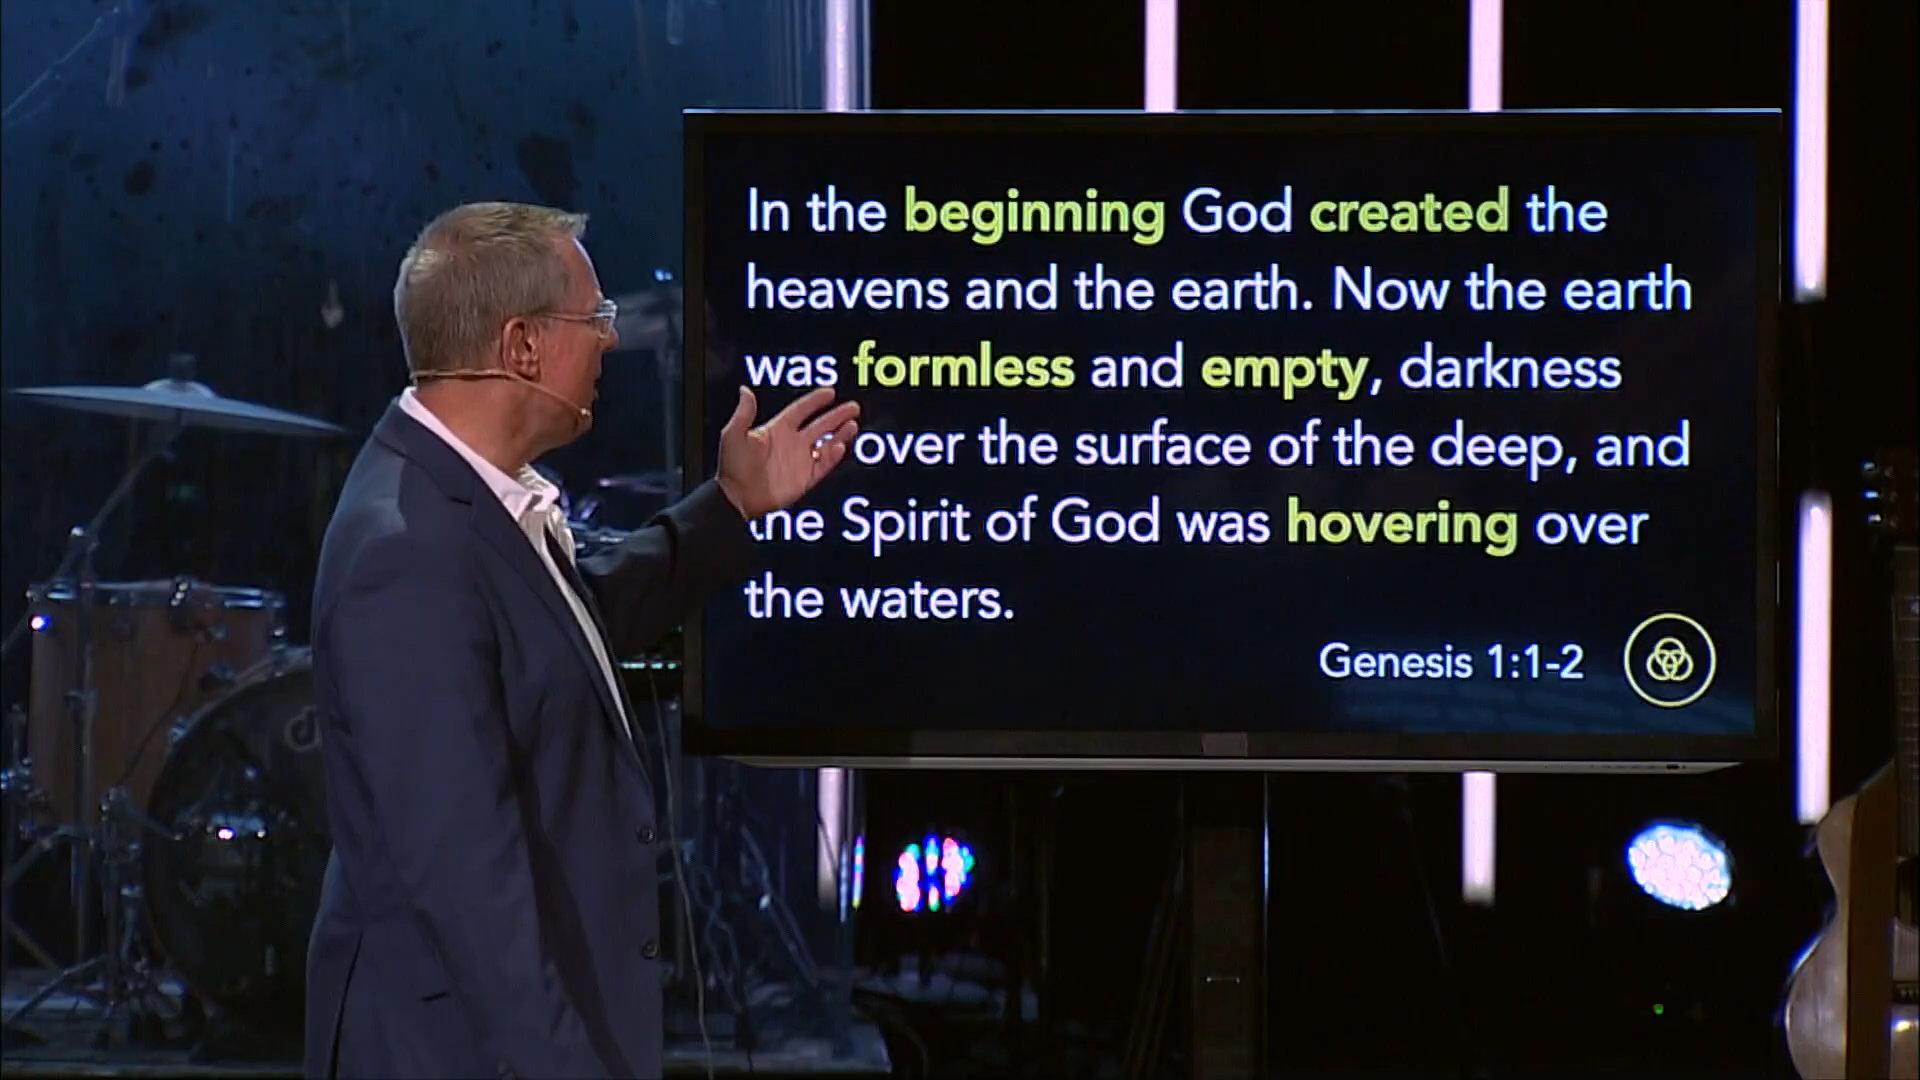 In the beginning God created the
heavens and the earth. Now the earth
was formless and empty, darkness
over the surface of the deep, and
the Spirit of God was hovering over
the waters.
Genesis 1:1-2